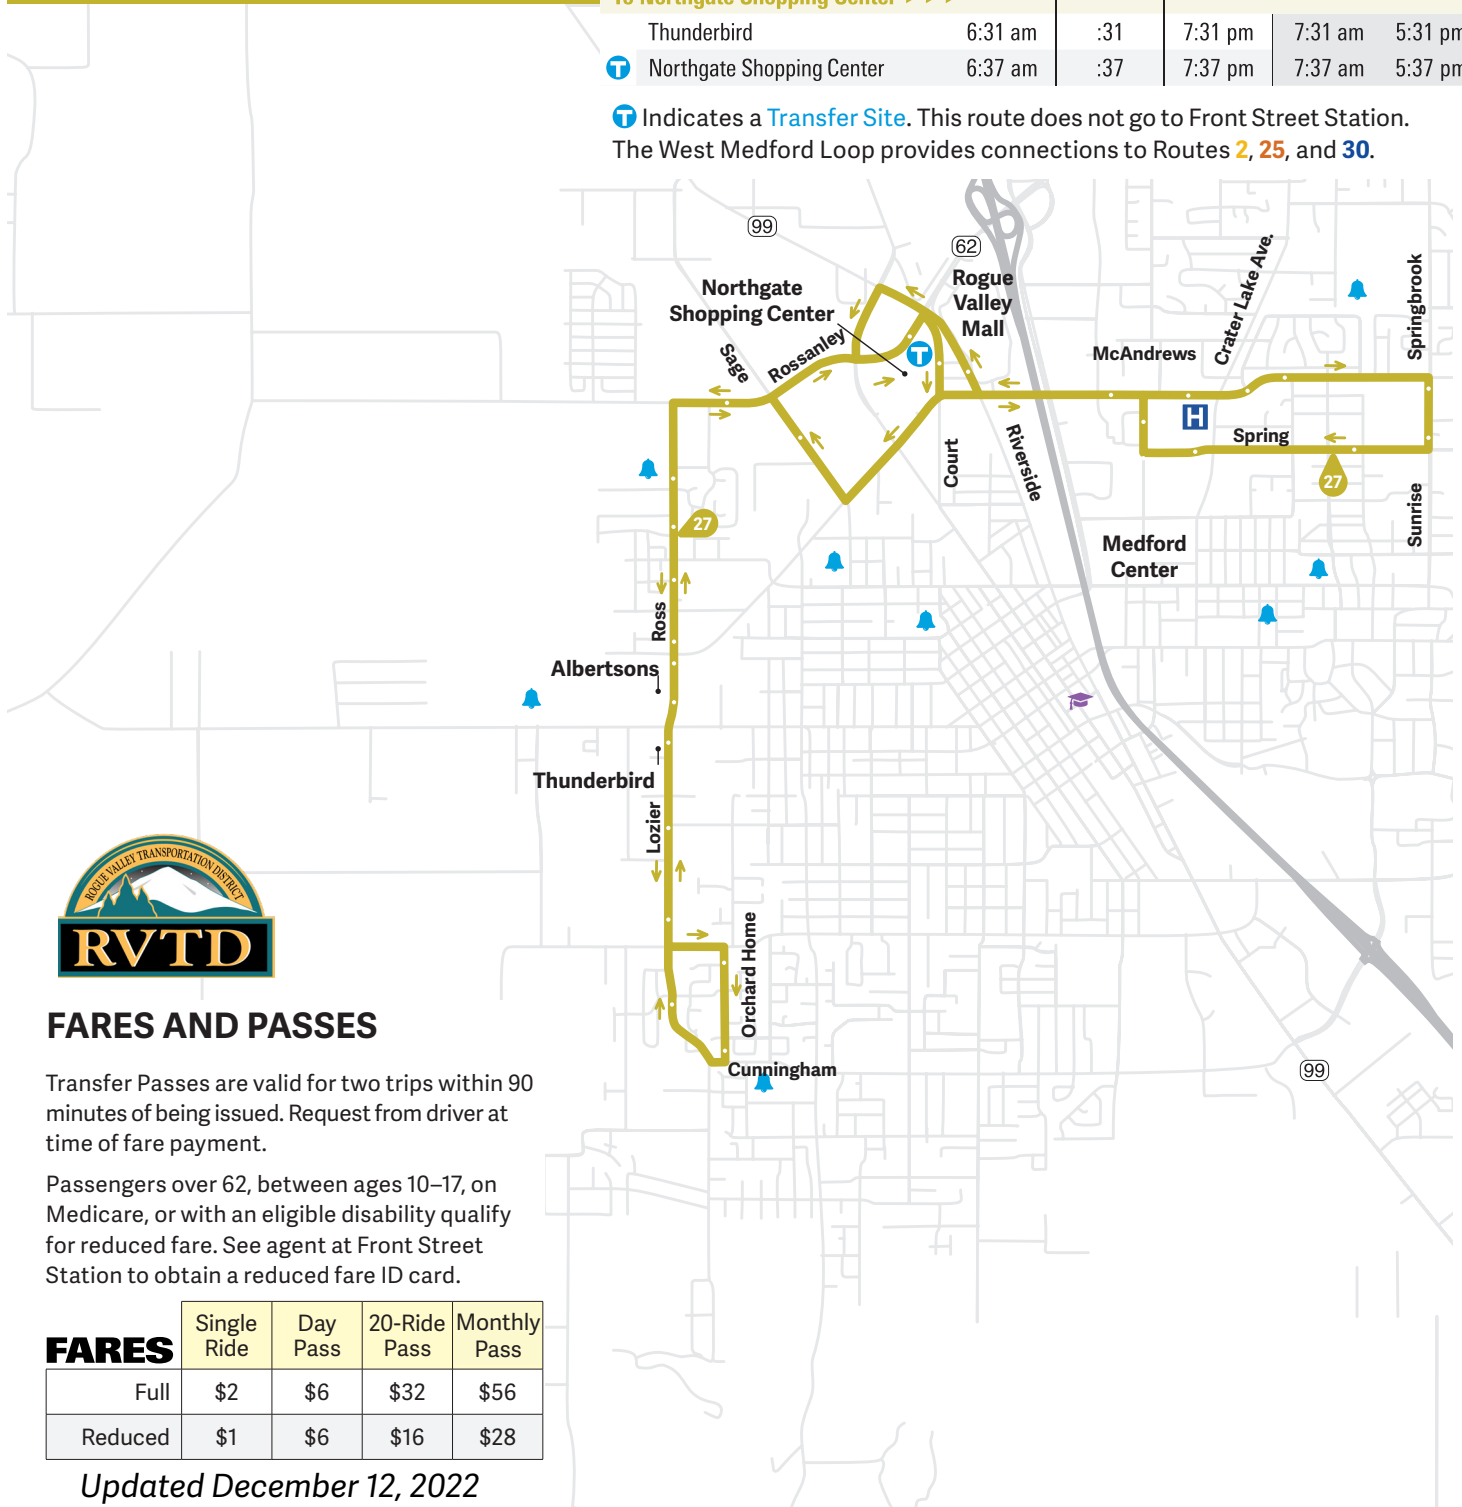 To Northgate Shopping Center
Thunderbird 6:31 am :31 7:31 pm 7:31 am 5:31 pm
T Northgate Shopping Center 6:37 am :37 7:37 pm 7:37 am 5:37 pm
T Indicates a Transfer Site. This route does not go to Front Street Station.
The West Medford Loop provides connections to Routes 2, 25, and 30.
99
62
Northgate
Shopping Center
Rogue
Valley
Mall
Sage
Rossanley
T
McAndrews
Crater Lake Ave.
Springbrook
H
Spring
27
Sunrise
Court
Riverside
27
Medford
Center
Ross
Albertsons
Thunderbird
Lozier
Orchard Home
Cunningham
99
ROGUE VALLEY TRANSPORTATION DISTRICT
RVTD
FARES AND PASSES
Transfer Passes are valid for two trips within 90
minutes of being issued. Request from driver at
time of fare payment.
Passengers over 62, between ages 10–17, on
Medicare, or with an eligible disability qualify
for reduced fare. See agent at Front Street
Station to obtain a reduced fare ID card.
FARES
Single Ride
Day Pass
20-Ride Pass
Monthly Pass
Full $2 $6 $32 $56
Reduced $1 $6 $16 $28
Updated December 12, 2022